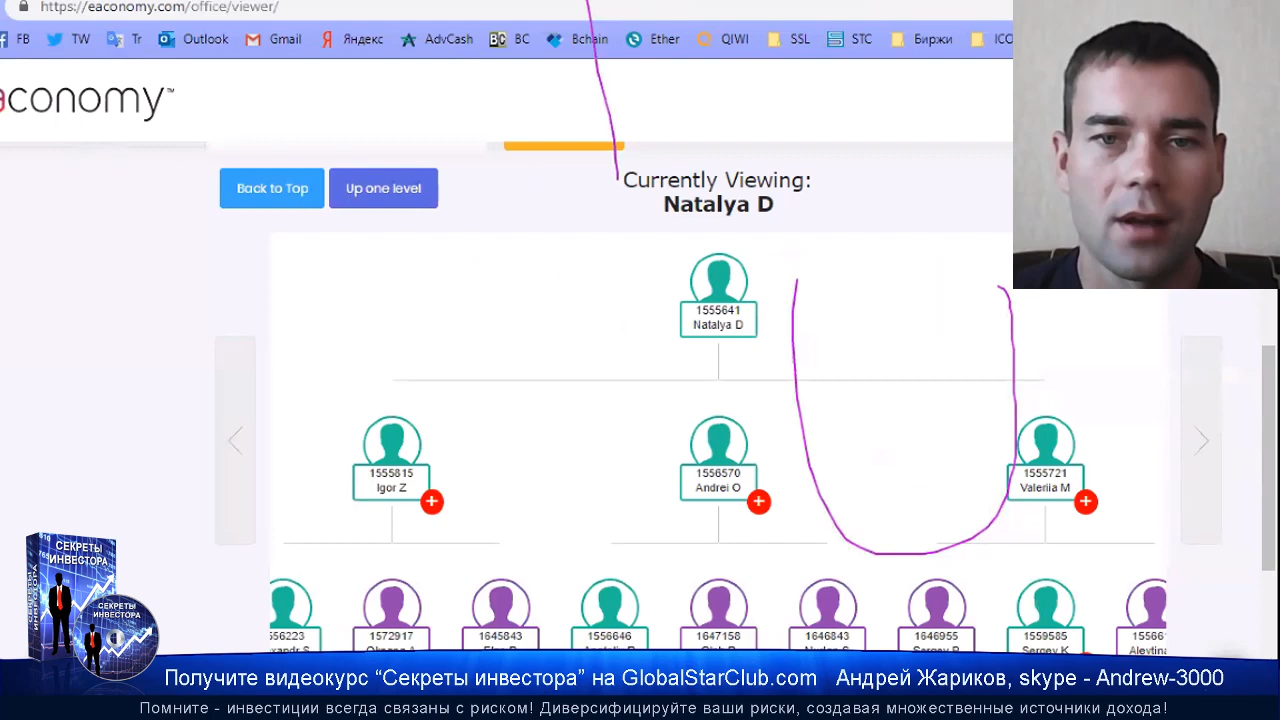 https://eaconomy.com/office/viewer/
FB TW Tr Outlook Gmail Яндекс AdvCash BC Bchain Ether QIWI SSL STC Биржи ICO
aconomy™
Back to Top
Up one level
Currently Viewing:
Natalya D
1555641
Natalya D
1555815
Igor Z
1556570
Andrei O
1555721
Valeriia M
556223 1572917 1645843 1556646 1647158 1646843 1646955 1559585
СЕКРЕТЫ
ИНВЕСТОРА
СЕКРЕТЫ
ИНВЕСТОРА
Получите видеокурс “Секреты инвестора” на GlobalStarClub.com Андрей Жариков, skype - Andrew-3000
Помните - инвестиции всегда связаны с риском! Диверсифицируйте ваши риски, создавая множественные источники дохода!